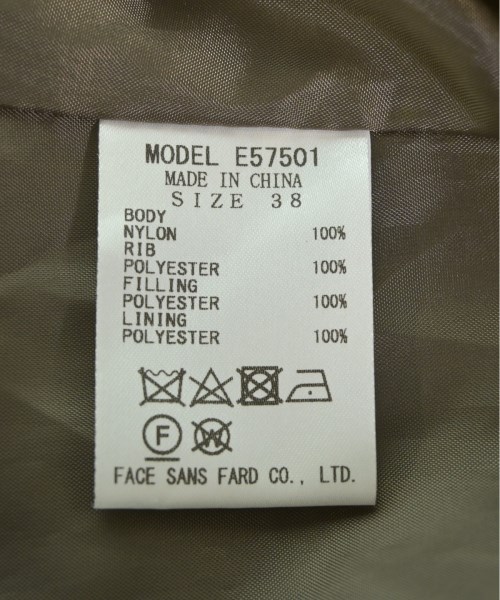 MODEL E57501
MADE IN CHINA
SIZE 38
BODY
NYLON 100%
RIB
POLYESTER 100%
FILLING
POLYESTER 100%
LINING
POLYESTER 100%
F W
FACE SANS FARD CO., LTD.